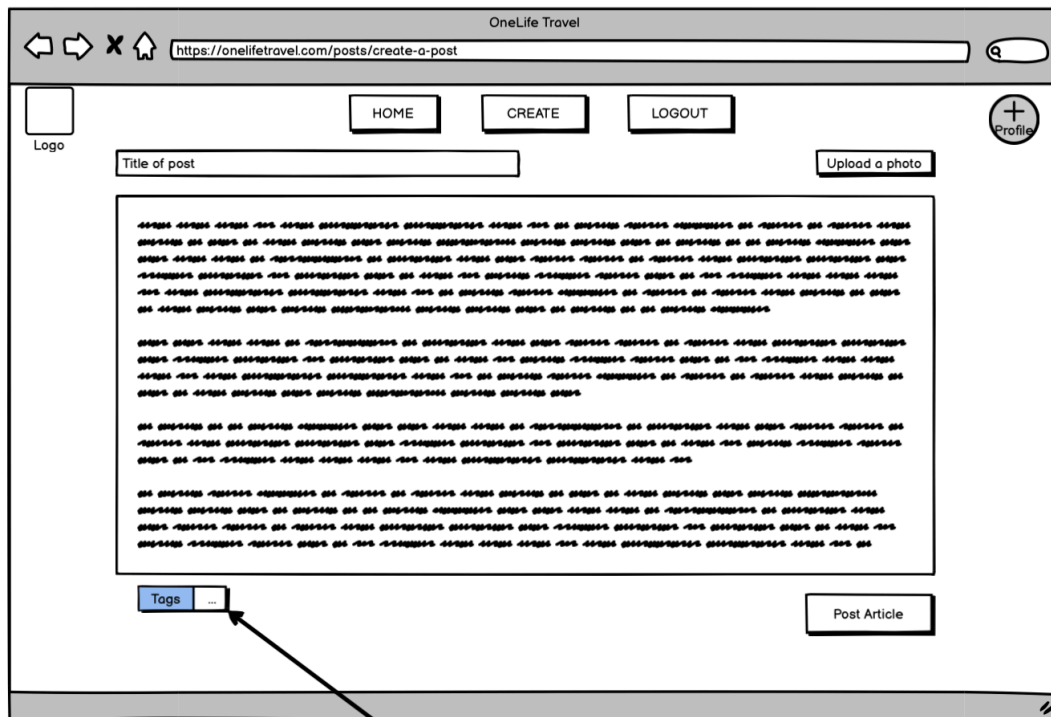 OneLife Travel
https://onelifetravel.com/posts/create-a-post
HOME CREATE LOGOUT
Profile
Logo
Title of post
Upload a photo
Tags ...
Post Article